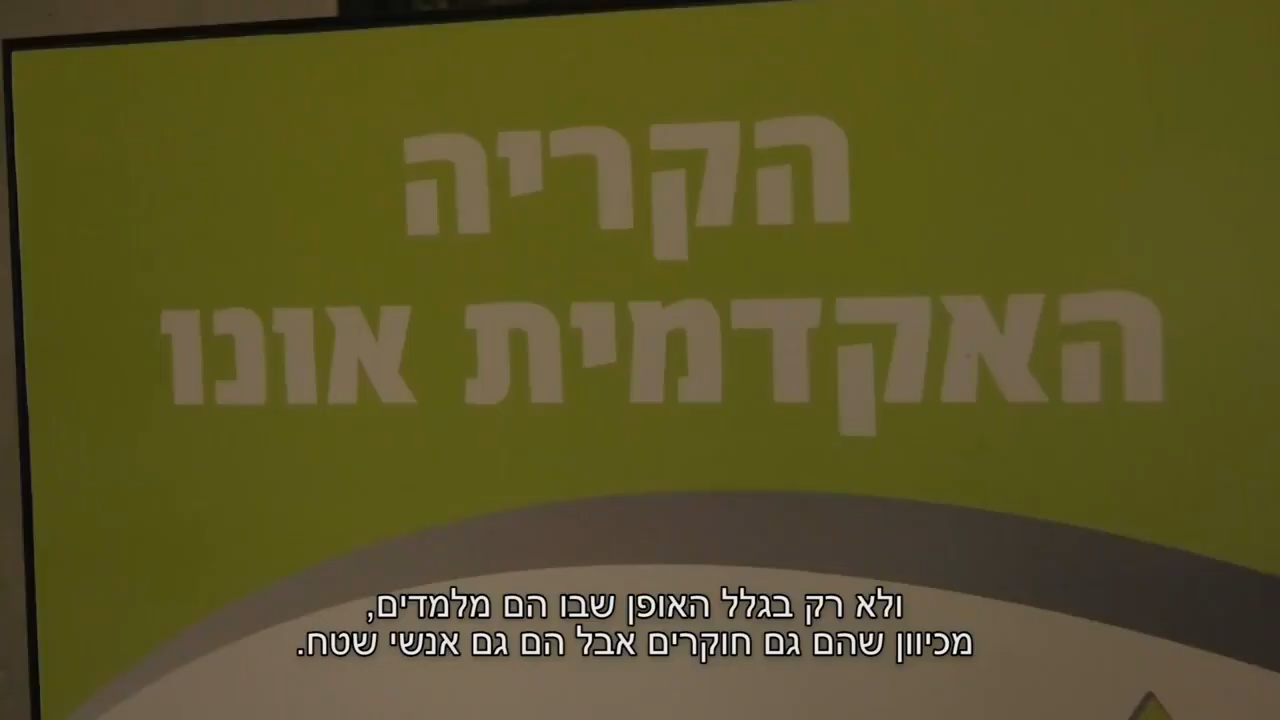 הקריה
האקדמית אונו
ולא רק בגלל האופן שבו הם מלמדים,
מכיוון שהם גם חוקרים אבל הם גם אנשי שטח.